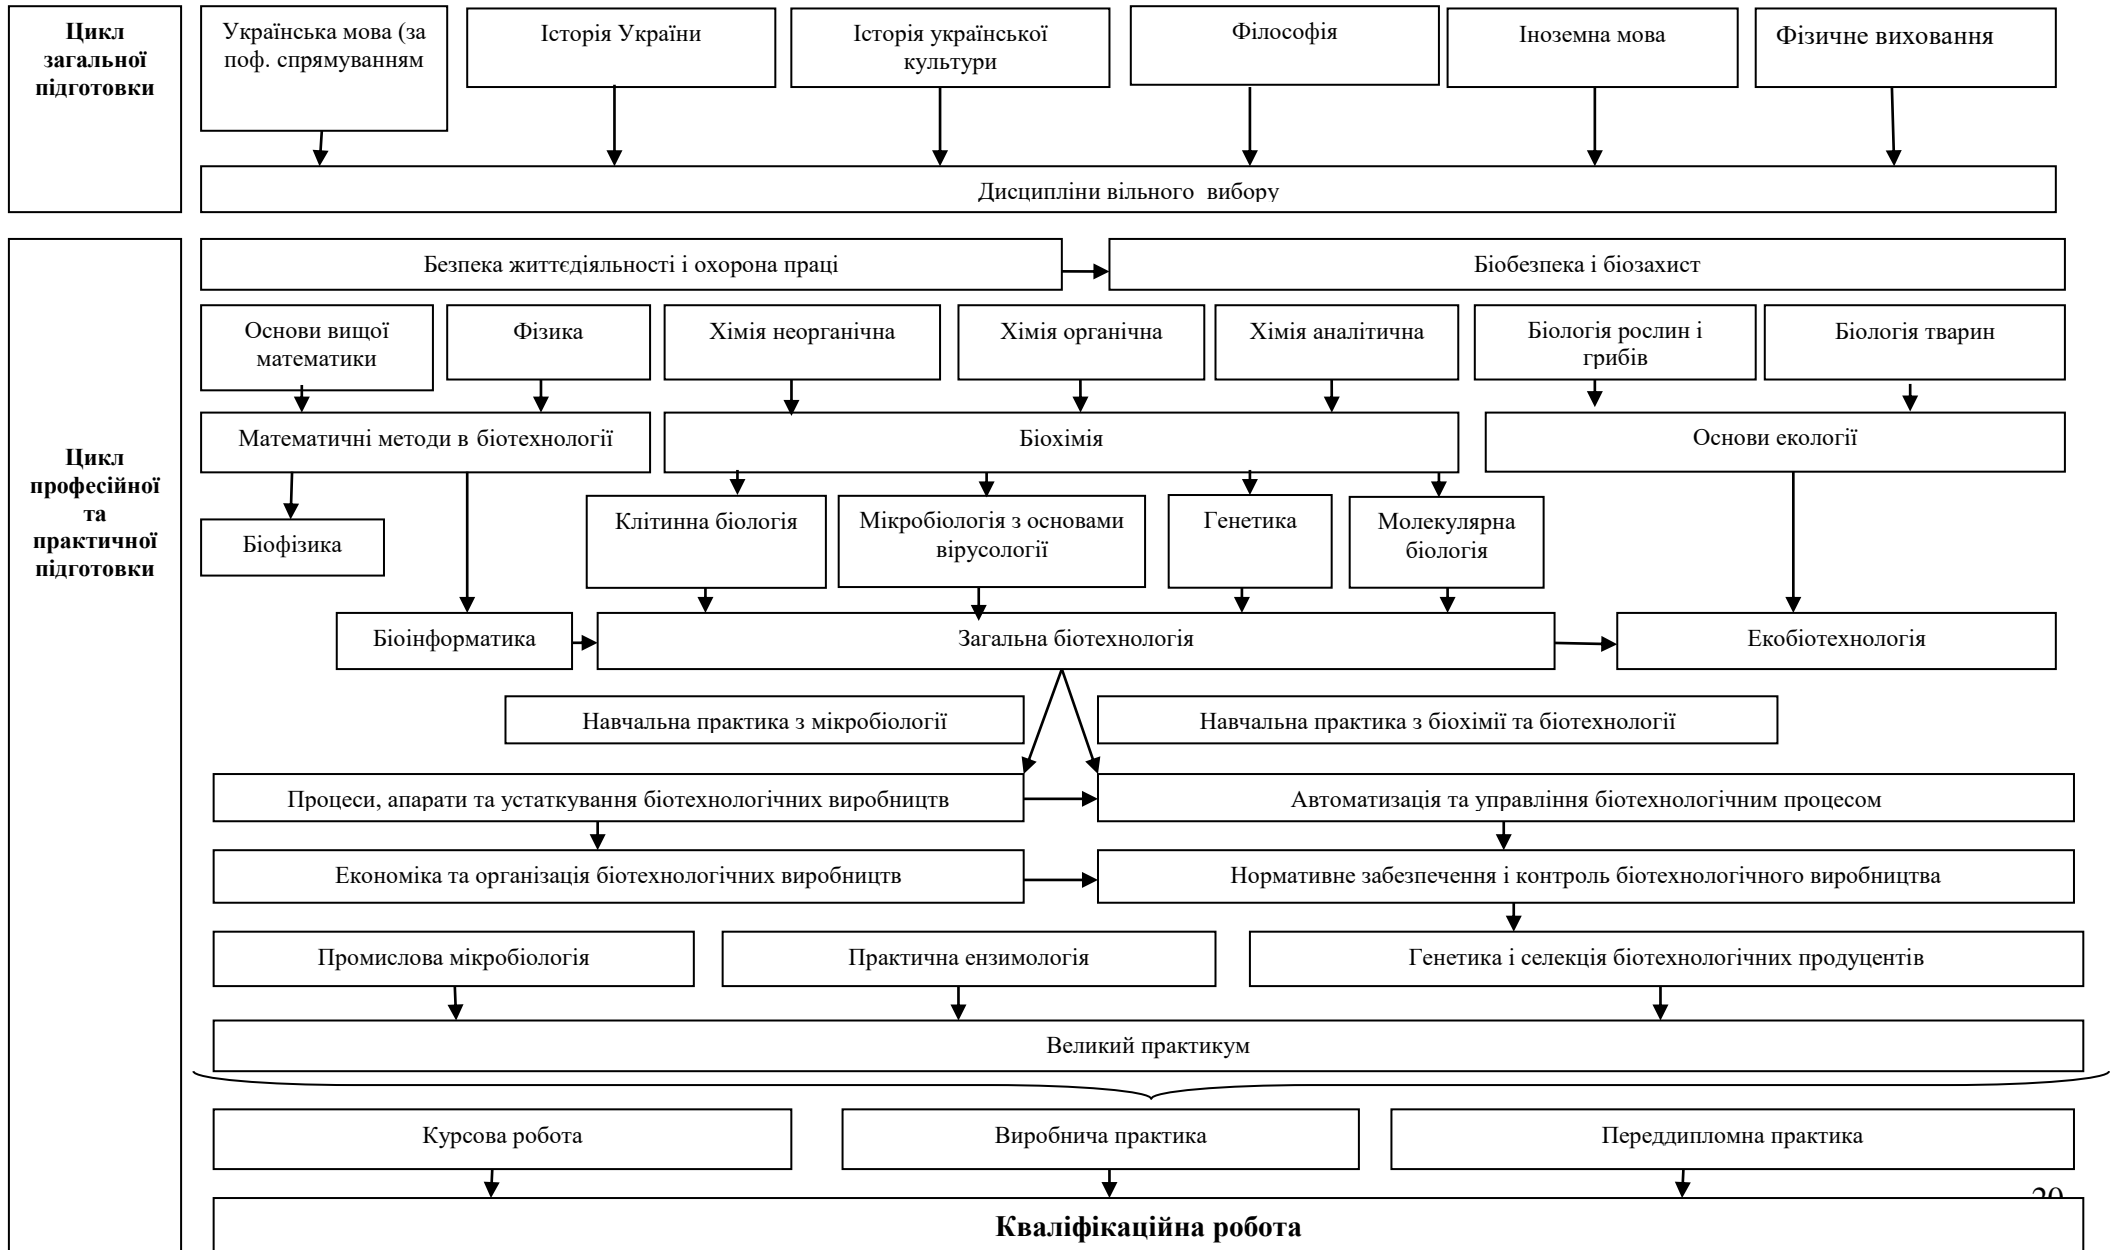 Цикл
загальної
підготовки
Українська мова (за
поф. спрямуванням
Історія України
Історія української
культури
Філософія
Іноземна мова
Фізичне виховання
Дисципліни вільного вибору
Цикл
професійної
та
практичної
підготовки
Безпека життєдіяльності і охорона праці
Біобезпека і біозахист
Основи вищої
математики
Фізика
Хімія неорганічна
Хімія органічна
Хімія аналітична
Біологія рослин і
грибів
Біологія тварин
Математичні методи в біотехнології
Біохімія
Основи екології
Біофізика
Клітинна біологія
Мікробіологія з основами
вірусології
Генетика
Молекулярна
біологія
Біоінформатика
Загальна біотехнологія
Екобіотехнологія
Навчальна практика з мікробіології
Навчальна практика з біохімії та біотехнології
Процеси, апарати та устаткування біотехнологічних виробництв
Автоматизація та управління біотехнологічним процесом
Економіка та організація біотехнологічних виробництв
Нормативне забезпечення і контроль біотехнологічного виробництва
Промислова мікробіологія
Практична ензимологія
Генетика і селекція біотехнологічних продуцентів
Великий практикум
Курсова робота
Виробнича практика
Переддипломна практика
Кваліфікаційна робота